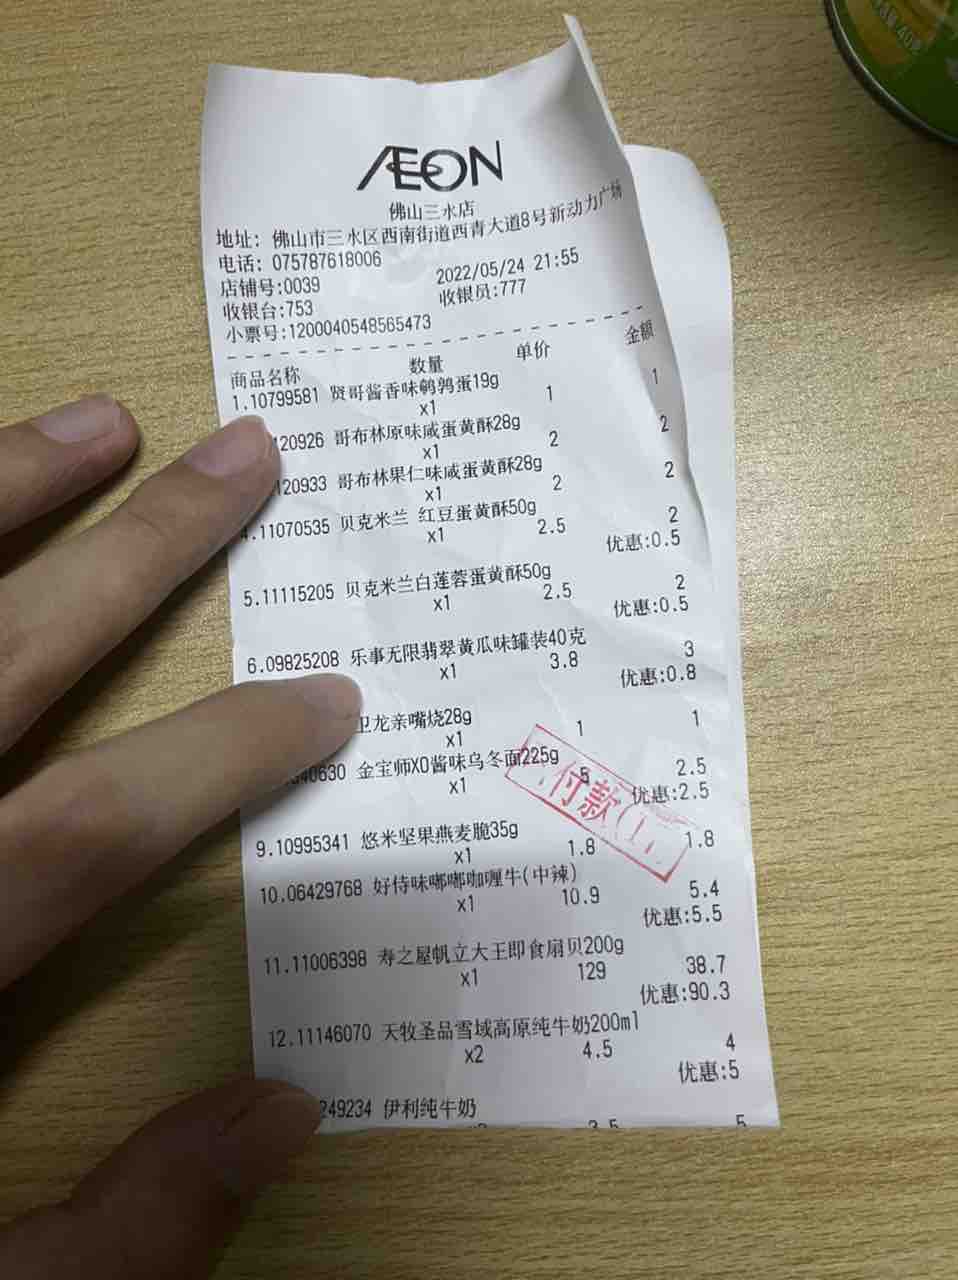 ÆON
佛山三水店
地址: 佛山市三水区西南街道西青大道8号新动力广场
电话: 075787618006
店铺号:0039 2022/05/24 21:55
收银台:753 收银员:777
小票号:1200040548565473
商品名称 数量 单价 金额
1.10799581 贤哥酱香味鹌鹑蛋19g
x1 1 1
120926 哥布林原味咸蛋黄酥28g
x1 2 2
120933 哥布林果仁味咸蛋黄酥28g
x1 2 2
4.11070535 贝克米兰 红豆蛋黄酥50g
x1 2.5 2
优惠:0.5
5.11115205 贝克米兰白莲蓉蛋黄酥50g
x1 2.5 2
优惠:0.5
6.09825208 乐事无限翡翠黄瓜味罐装40克
x1 3.8 3
优惠:0.8
卫龙亲嘴烧28g
x1 1 1
40630 金宝师XO酱味乌冬面225g
x1 5 2.5
优惠:2.5
付款(1)
9.10995341 悠米坚果燕麦脆35g
x1 1.8 1.8
10.06429768 好侍味嘟嘟咖喱牛(中辣)
x1 10.9 5.4
优惠:5.5
11.11006398 寿之屋帆立大王即食扇贝200g
x1 129 38.7
优惠:90.3
12.11146070 天牧圣品雪域高原纯牛奶200ml
x2 4.5 4
优惠:5
249234 伊利纯牛奶
3.5 5